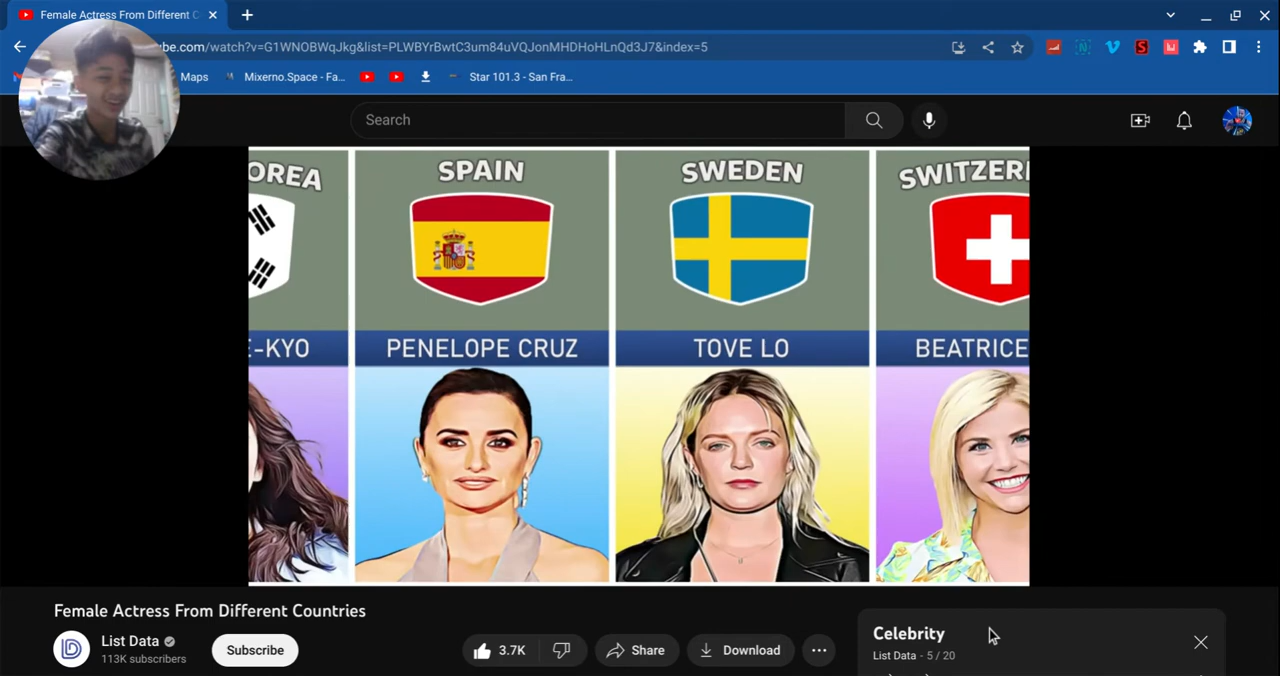 Female Actress From Different C
be.com/watch?v=G1WNOBWqJkg&list=PLWBYrBwtC3um84uVQJonMHDHoHLnQd3J7&index=5
Maps
Mixerno.Space - Fa...
Star 101.3 - San Fra...
Search
OREA
SPAIN
SWEDEN
SWITZER
E-KYO
PENELOPE CRUZ
TOVE LO
BEATRICE
Female Actress From Different Countries
List Data
113K subscribers
Subscribe
3.7K
Share
Download
Celebrity
List Data - 5 / 20